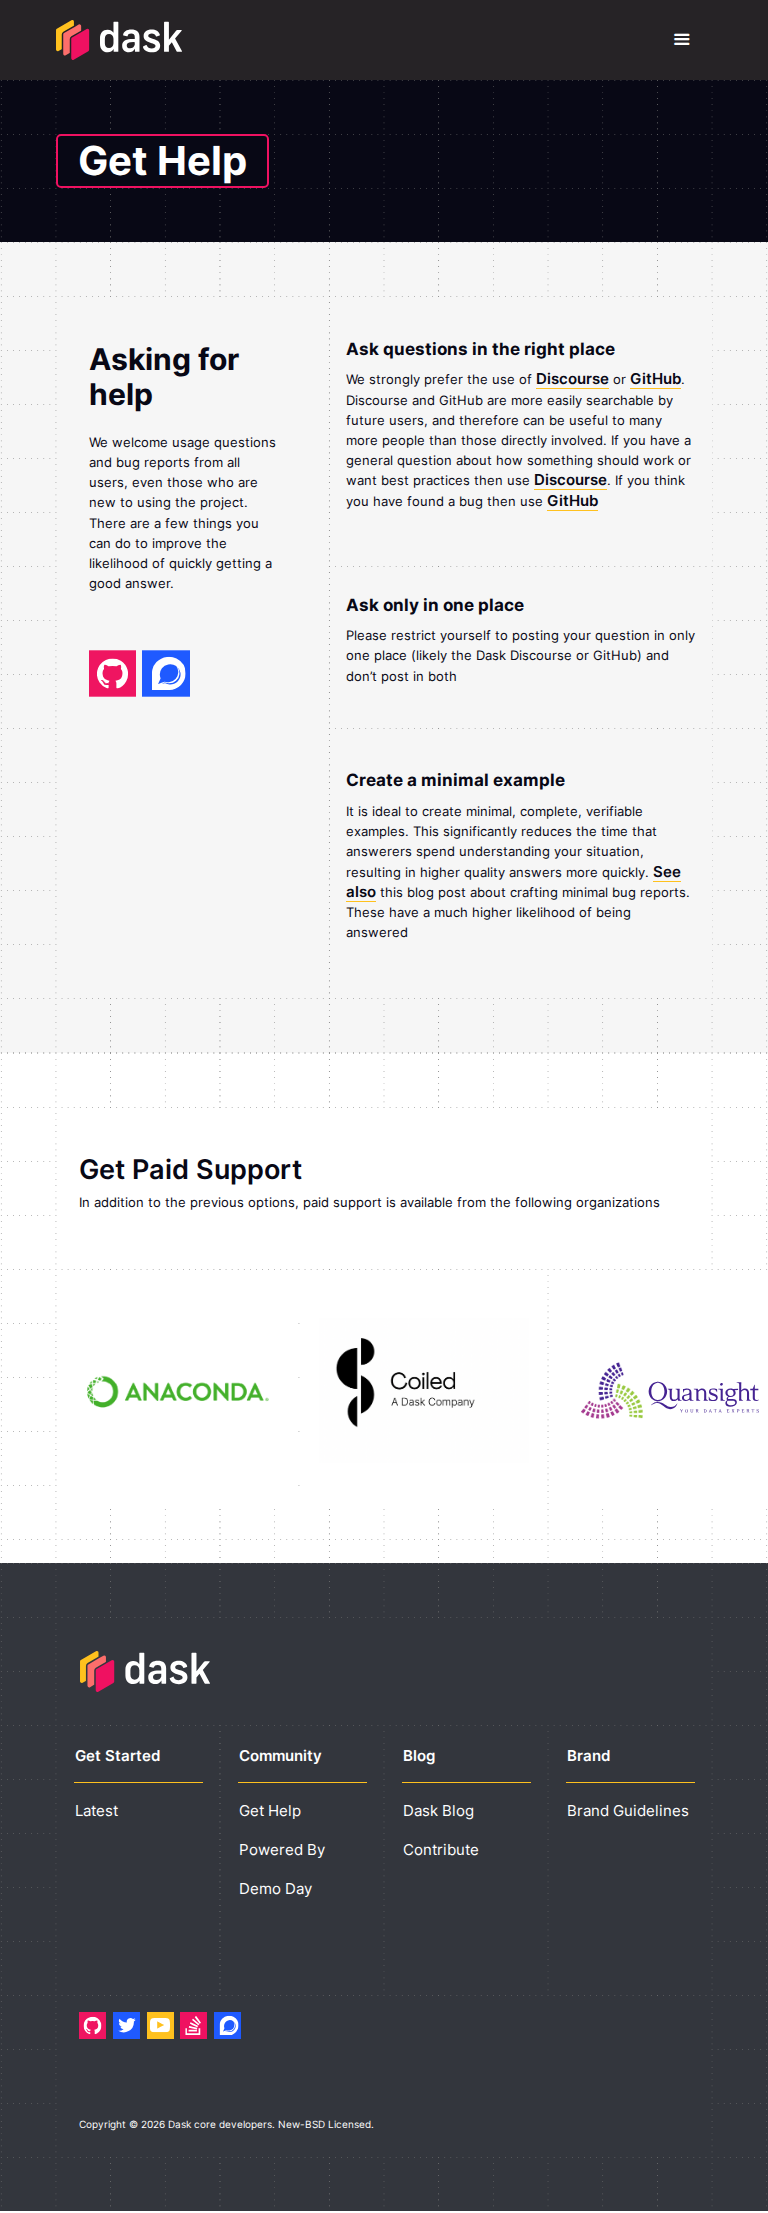 dask
Get Help
Asking for
help
We welcome usage questions
and bug reports from all
users, even those who are
new to using the project.
There are a few things you
can do to improve the
likelihood of quickly getting a
good answer.
Ask questions in the right place
We strongly prefer the use of Discourse or GitHub.
Discourse and GitHub are more easily searchable by
future users, and therefore can be useful to many
more people than those directly involved. If you have a
general question about how something should work or
want best practices then use Discourse. If you think
you have found a bug then use GitHub
Ask only in one place
Please restrict yourself to posting your question in only
one place (likely the Dask Discourse or GitHub) and
don’t post in both
Create a minimal example
It is ideal to create minimal, complete, verifiable
examples. This significantly reduces the time that
answerers spend understanding your situation,
resulting in higher quality answers more quickly. See
also this blog post about crafting minimal bug reports.
These have a much higher likelihood of being
answered
Get Paid Support
In addition to the previous options, paid support is available from the following organizations
ANACONDA.
Coiled
A Dask Company
Quansight
YOUR DATA EXPERTS
dask
Get Started
Latest
Community
Get Help
Powered By
Demo Day
Blog
Dask Blog
Contribute
Brand
Brand Guidelines
Copyright © 2026 Dask core developers. New-BSD Licensed.